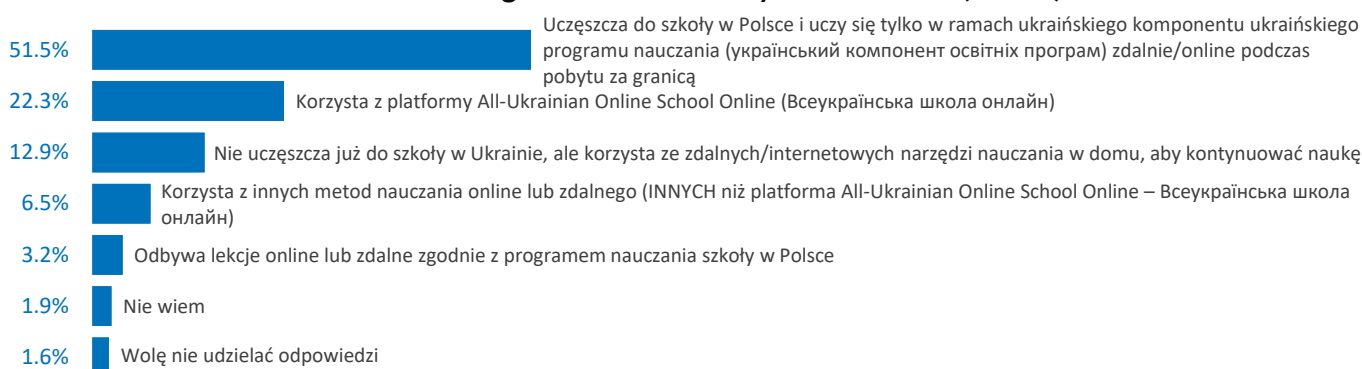 Uczęszcza do szkoły w Polsce i uczy się tylko w ramach ukraińskiego komponentu ukraińskiego
51.5% programu nauczania (український компонент освітніх програм) zdalnie/online podczas
pobytu za granicą
22.3% Korzysta z platformy All-Ukrainian Online School Online (Всеукраїнська школа онлайн)
12.9% Nie uczęszcza już do szkoły w Ukrainie, ale korzysta ze zdalnych/internetowych narzędzi nauczania w domu, aby kontynuować naukę
6.5% Korzysta z innych metod nauczania online lub zdalnego (INNYCH niż platforma All-Ukrainian Online School Online – Всеукраїнська школа
онлайн)
3.2% Odbywa lekcje online lub zdalne zgodnie z programem nauczania szkoły w Polsce
1.9% Nie wiem
1.6% Wolę nie udzielać odpowiedzi